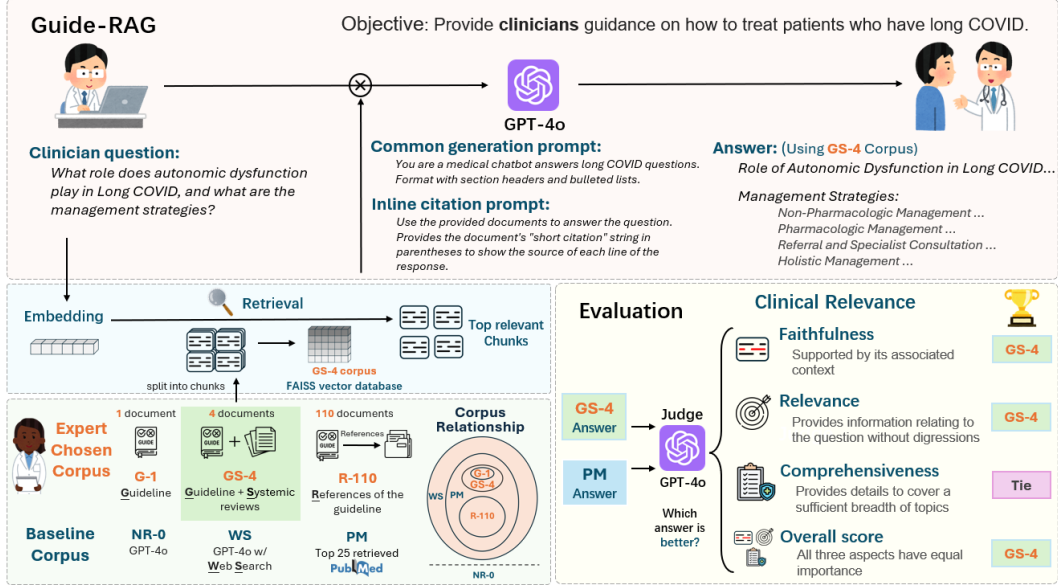 Guide-RAG
Objective: Provide clinicians guidance on how to treat patients who have long COVID.
GPT-4o
Clinician question:
What role does autonomic dysfunction
play in Long COVID, and what are the
management strategies?
Common generation prompt:
You are a medical chatbot answers long COVID questions.
Format with section headers and bulleted lists.
Inline citation prompt:
Use the provided documents to answer the question.
Provides the document's "short citation" string in
parentheses to show the source of each line of the
response.
Answer: (Using GS-4 Corpus)
Role of Autonomic Dysfunction in Long COVID...
Management Strategies:
Non-Pharmacologic Management ...
Pharmacologic Management ...
Referral and Specialist Consultation ...
Holistic Management ...
Embedding
Retrieval
Top relevant
Chunks
split into chunks
GS-4 corpus
FAISS vector database
Expert
Chosen
Corpus
1 document
GUIDE
G-1
Guideline
4 documents
GUIDE
GS-4
Guideline + Systemic
reviews
110 documents
GUIDE
References
R-110
References of the
guideline
Baseline
Corpus
NR-0
GPT-4o
WS
GPT-4o w/
Web Search
PM
Top 25 retrieved
PubMed
Corpus
Relationship
WS
PM
G-1
GS-4
R-110
NR-0
Evaluation
GS-4
Answer
PM
Answer
Judge
GPT-4o
Which
answer is
better?
Clinical Relevance
Faithfulness
Supported by its associated
context
GS-4
Relevance
Provides information relating to
the question without digressions
GS-4
Comprehensiveness
Provides details to cover a
sufficient breadth of topics
Tie
Overall score
All three aspects have equal
importance
GS-4